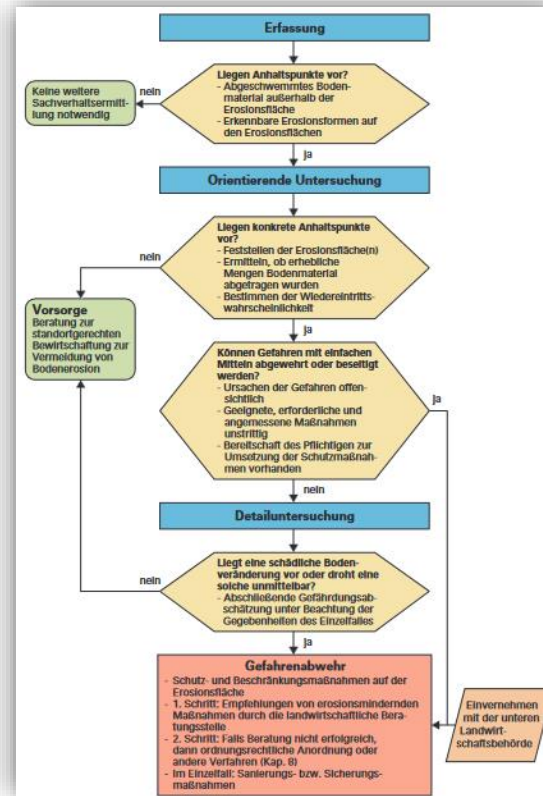 Erfassung
Liegen Anhaltspunkte vor?
- Abgeschwemmtes Boden-
material außerhalb der
Erosionsfläche
- Erkennbare Erosionsformen auf
den Erosionsflächen
nein
Keine weitere
Sachverhaltsermitt-
lung notwendig
ja
Orientierende Untersuchung
Liegen konkrete Anhaltspunkte
vor?
- Feststellen der Erosionsfläche(n)
- Ermitteln, ob erhebliche
Mengen Bodenmaterial
abgetragen wurden
- Bestimmen der Wiedereintritts-
wahrscheinlichkeit
nein
Vorsorge
Beratung zur
standortgerechten
Bewirtschaftung zur
Vermeidung von
Bodenerosion
ja
Können Gefahren mit einfachen
Mitteln abgewehrt oder beseitigt
werden?
- Ursachen der Gefahren offen-
sichtlich
- Geeignete, erforderliche und
angemessene Maßnahmen
unstrittig
- Bereitschaft des Pflichtigen zur
Umsetzung der Schutzmaßnah-
men vorhanden
ja
nein
Detailuntersuchung
Liegt eine schädliche Boden-
veränderung vor oder droht eine
solche unmittelbar?
- Abschließende Gefährdungsab-
schätzung unter Beachtung der
Gegebenheiten des Einzelfalles
nein
ja
Gefahrenabwehr
- Schutz- und Beschränkungsmaßnahmen auf der
Erosionsfläche
- 1. Schritt: Empfehlungen von erosionsmindernden
Maßnahmen durch die landwirtschaftliche Bera-
tungsstelle
- 2. Schritt: Falls Beratung nicht erfolgreich,
dann ordnungsrechtliche Anordnung oder
andere Verfahren (Kap. 8)
- Im Einzelfall: Sanierungs- bzw. Sicherungs-
maßnahmen
Einvernehmen
mit der unteren
Landwirt-
schaftsbehörde